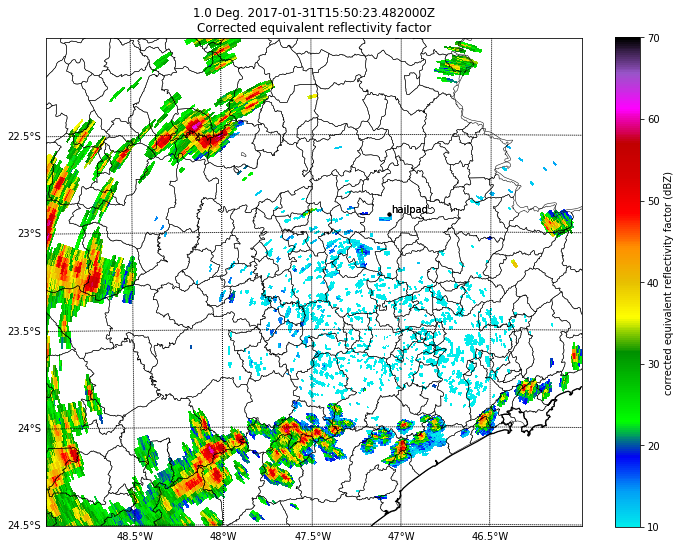 1.0 Deg. 2017-01-31T15:50:23.482000Z
Corrected equivalent reflectivity factor
70
60
50
40
30
20
10
corrected equivalent reflectivity factor (dBZ)
22.5°S
23°S
23.5°S
24°S
24.5°S
hailpad
48.5°W
48°W
47.5°W
47°W
46.5°W